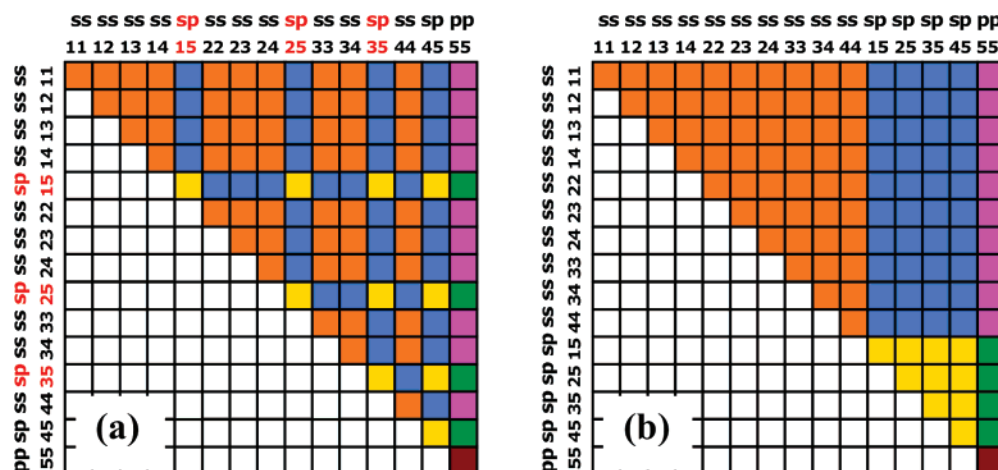 ss ss ss ss sp ss ss ss sp ss ss sp ss sp pp
11 12 13 14 15 22 23 24 25 33 34 35 44 45 55
ss 11
ss 12
ss 13
ss 14
sp 15
ss 22
ss 23
ss 24
sp 25
ss 33
ss 34
sp 35
ss 44
sp 45
pp 55
(a)
ss ss ss ss ss ss ss ss ss ss sp sp sp sp pp
11 12 13 14 22 23 24 33 34 44 15 25 35 45 55
ss 11
ss 12
ss 13
ss 14
ss 22
ss 23
ss 24
ss 33
ss 34
ss 44
sp 15
sp 25
sp 35
sp 45
pp 55
(b)